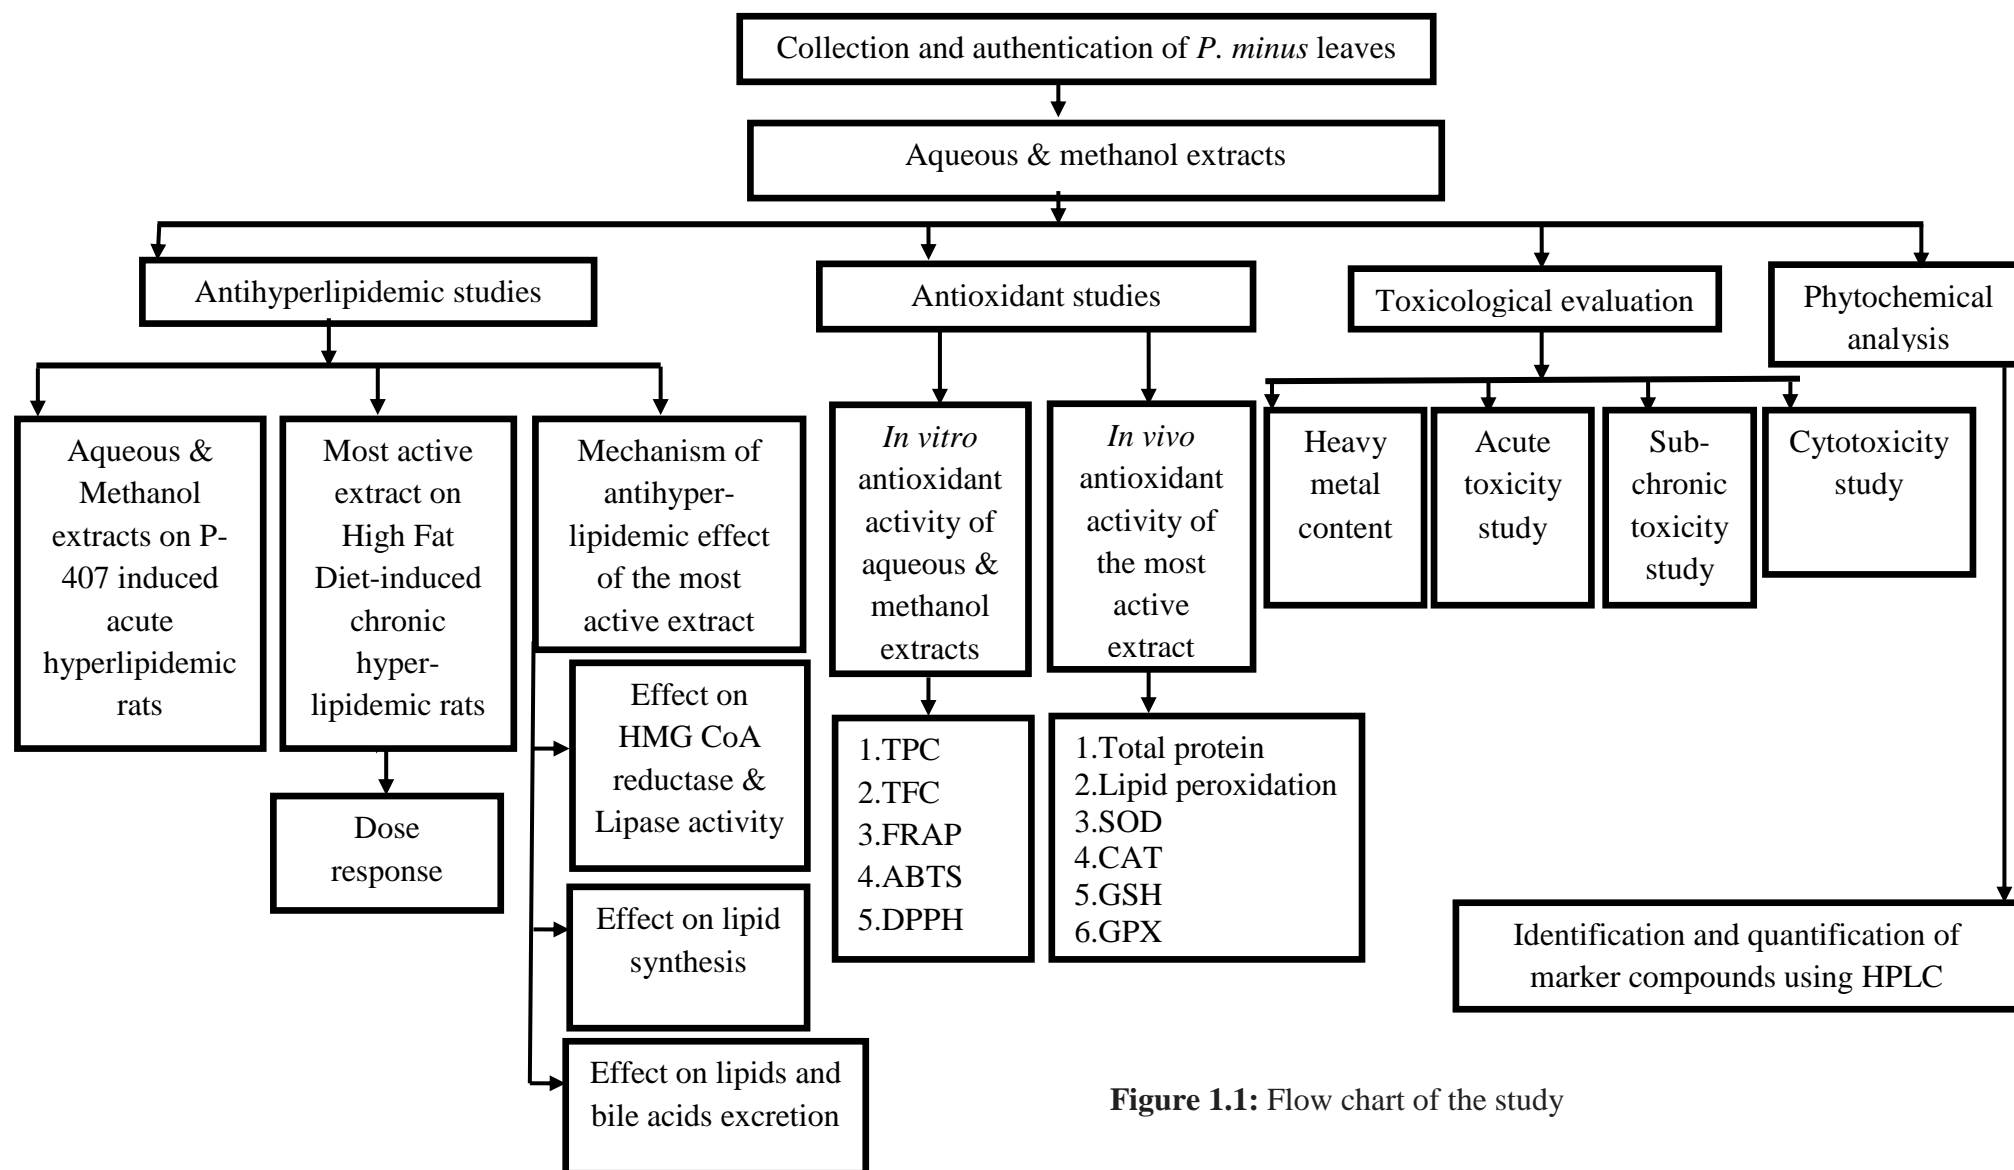 Collection and authentication of P. minus leaves
Aqueous & methanol extracts
Antihyperlipidemic studies
Antioxidant studies
Toxicological evaluation
Phytochemical
analysis
Aqueous &
Methanol
extracts on P-
407 induced
acute
hyperlipidemic
rats
Most active
extract on
High Fat
Diet-induced
chronic
hyper-
lipidemic rats
Dose
response
Mechanism of
antihyper-
lipidemic effect
of the most
active extract
Effect on
HMG CoA
reductase &
Lipase activity
Effect on lipid
synthesis
Effect on lipids and
bile acids excretion
In vitro
antioxidant
activity of
aqueous &
methanol
extracts
1.TPC
2.TFC
3.FRAP
4.ABTS
5.DPPH
In vivo
antioxidant
activity of
the most
active
extract
1.Total protein
2.Lipid peroxidation
3.SOD
4.CAT
5.GSH
6.GPX
Heavy
metal
content
Acute
toxicity
study
Sub-
chronic
toxicity
study
Cytotoxicity
study
Identification and quantification of
marker compounds using HPLC
Figure 1.1: Flow chart of the study